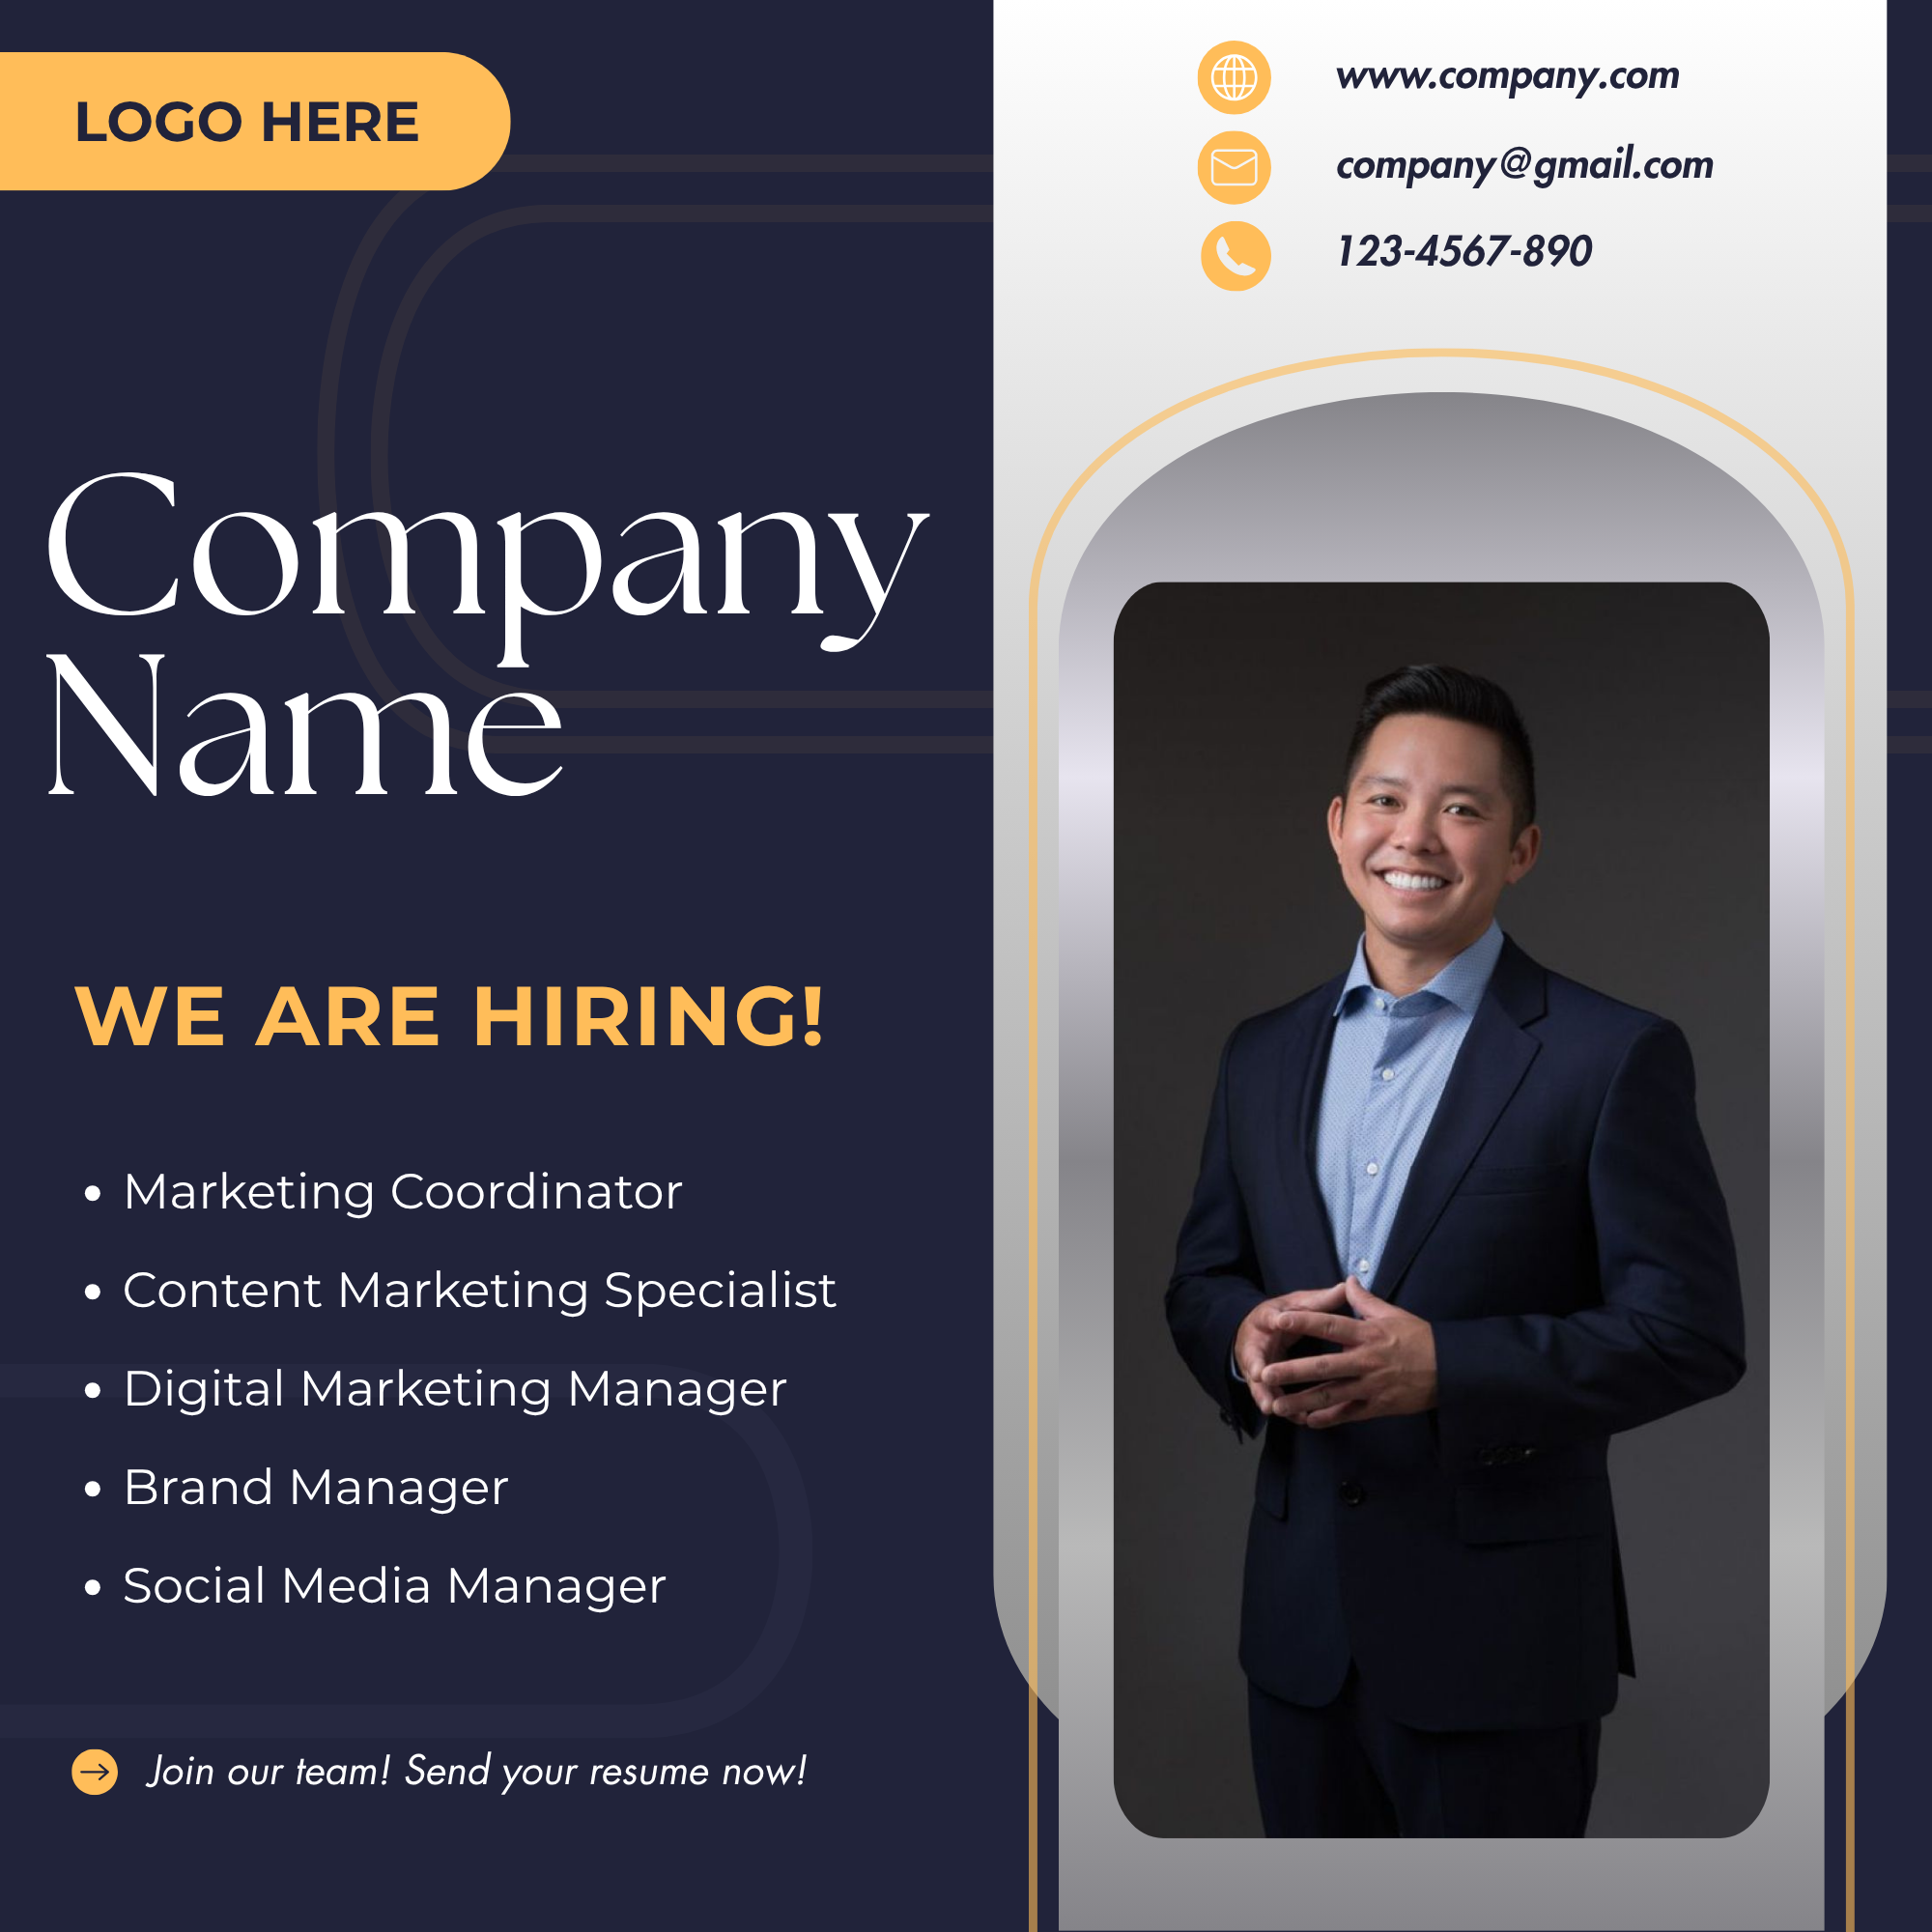 LOGO HERE
www.company.com
company@gmail.com
123-4567-890
Company
Name
WE ARE HIRING!
• Marketing Coordinator
• Content Marketing Specialist
• Digital Marketing Manager
• Brand Manager
• Social Media Manager
Join our team! Send your resume now!